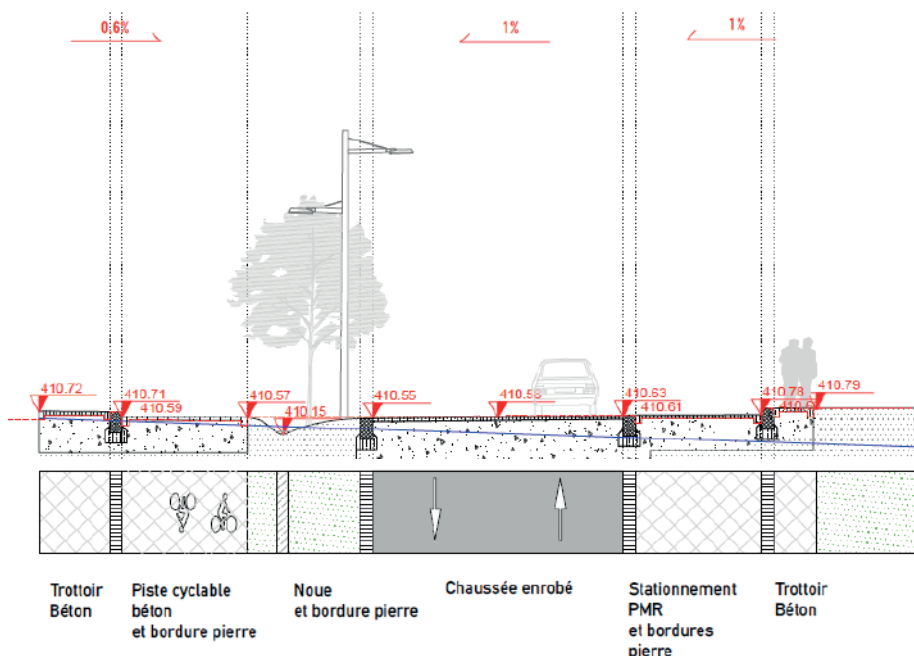 0.6%
1%
1%
410.72
410.71
410.59
410.57
410.15
410.55
410.63
410.61
410.78
410.79
Trottoir
Béton
Piste cyclable
béton
et bordure pierre
Noue
et bordure pierre
Chaussée enrobé
Stationnement
PMR
et bordures
pierre
Trottoir
Béton